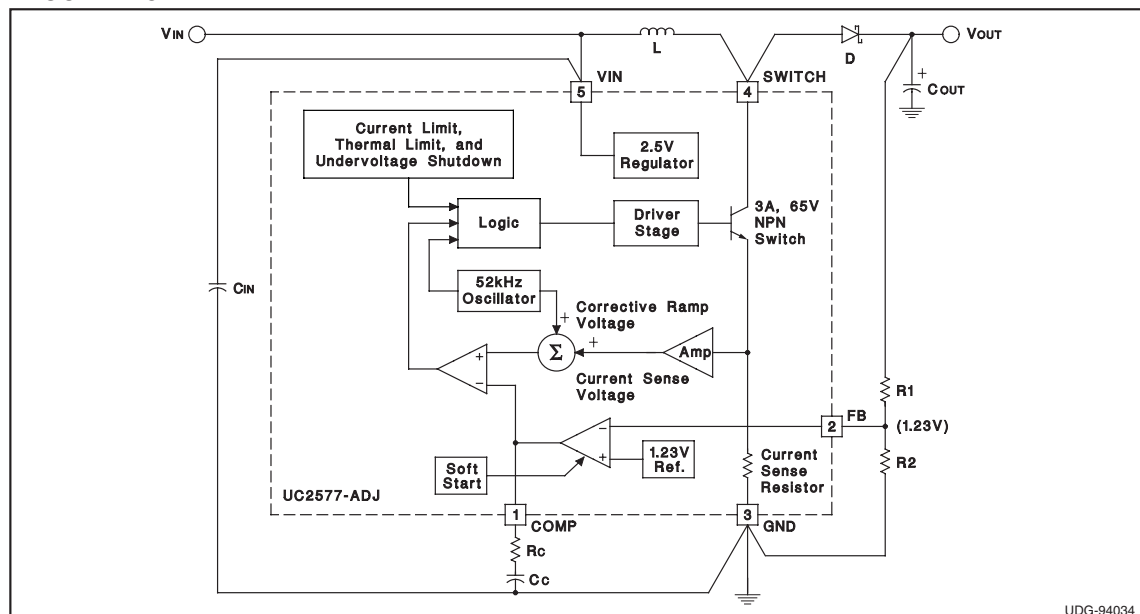 VIN
L
D
VOUT
VIN
5
SWITCH
4
+
COUT
Current Limit,
Thermal Limit, and
Undervoltage Shutdown
2.5V
Regulator
3A, 65V
NPN
Switch
Logic
Driver
Stage
CIN
52kHz
Oscillator
+
Corrective Ramp
Voltage
Σ
+
Amp
+
−
Current Sense
Voltage
R1
2
FB
(1.23V)
−
+
1.23V
Ref.
R2
Soft
Start
Current
Sense
Resistor
UC2577-ADJ
1
COMP
3
GND
Rc
Cc
UDG-94034